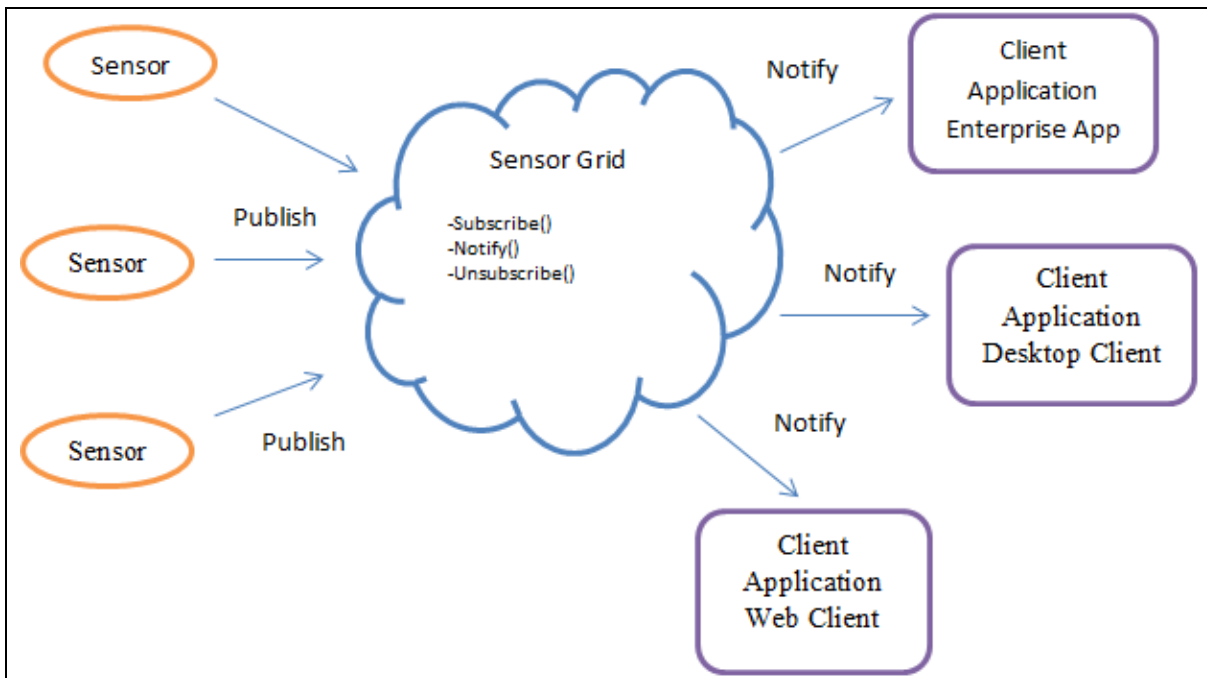 Sensor
Publish
Sensor
Publish
Sensor
Sensor Grid
-Subscribe()
-Notify()
-Unsubscribe()
Notify
Client
Application
Enterprise App
Notify
Client
Application
Desktop Client
Notify
Client
Application
Web Client